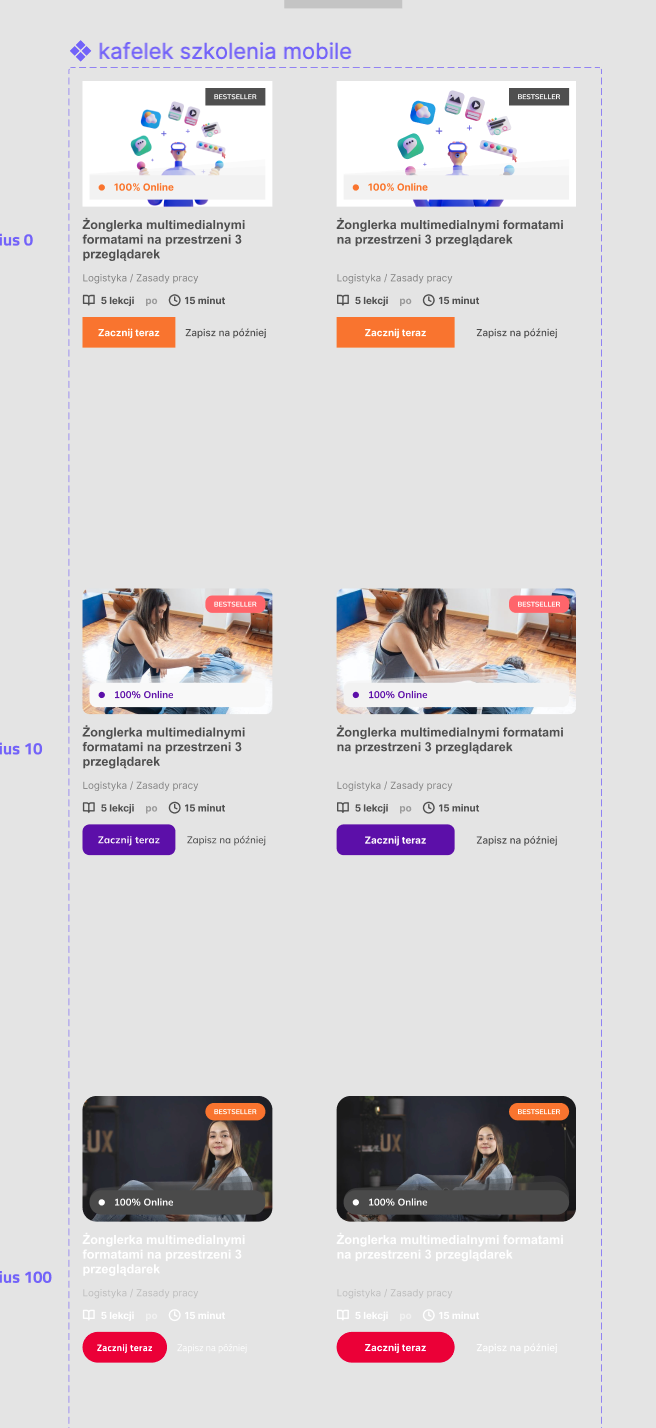 kafelek szkolenia mobile
BESTSELLER
100% Online
Żonglerka multimedialnymi
formatami na przestrzeni 3
przeglądarek
Logistyka / Zasady pracy
5 lekcji po 15 minut
Zacznij teraz Zapisz na później
BESTSELLER
100% Online
Żonglerka multimedialnymi formatami
na przestrzeni 3 przeglądarek
Logistyka / Zasady pracy
5 lekcji po 15 minut
Zacznij teraz Zapisz na później
ius 0
BESTSELLER
100% Online
Żonglerka multimedialnymi
formatami na przestrzeni 3
przeglądarek
Logistyka / Zasady pracy
5 lekcji po 15 minut
Zacznij teraz Zapisz na później
BESTSELLER
100% Online
Żonglerka multimedialnymi formatami
na przestrzeni 3 przeglądarek
Logistyka / Zasady pracy
5 lekcji po 15 minut
Zacznij teraz Zapisz na później
ius 10
BESTSELLER
UX
100% Online
Żonglerka multimedialnymi
formatami na przestrzeni 3
przeglądarek
Logistyka / Zasady pracy
5 lekcji po 15 minut
Zacznij teraz Zapisz na później
BESTSELLER
UX
100% Online
Żonglerka multimedialnymi formatami
na przestrzeni 3 przeglądarek
Logistyka / Zasady pracy
5 lekcji po 15 minut
Zacznij teraz Zapisz na później
ius 100